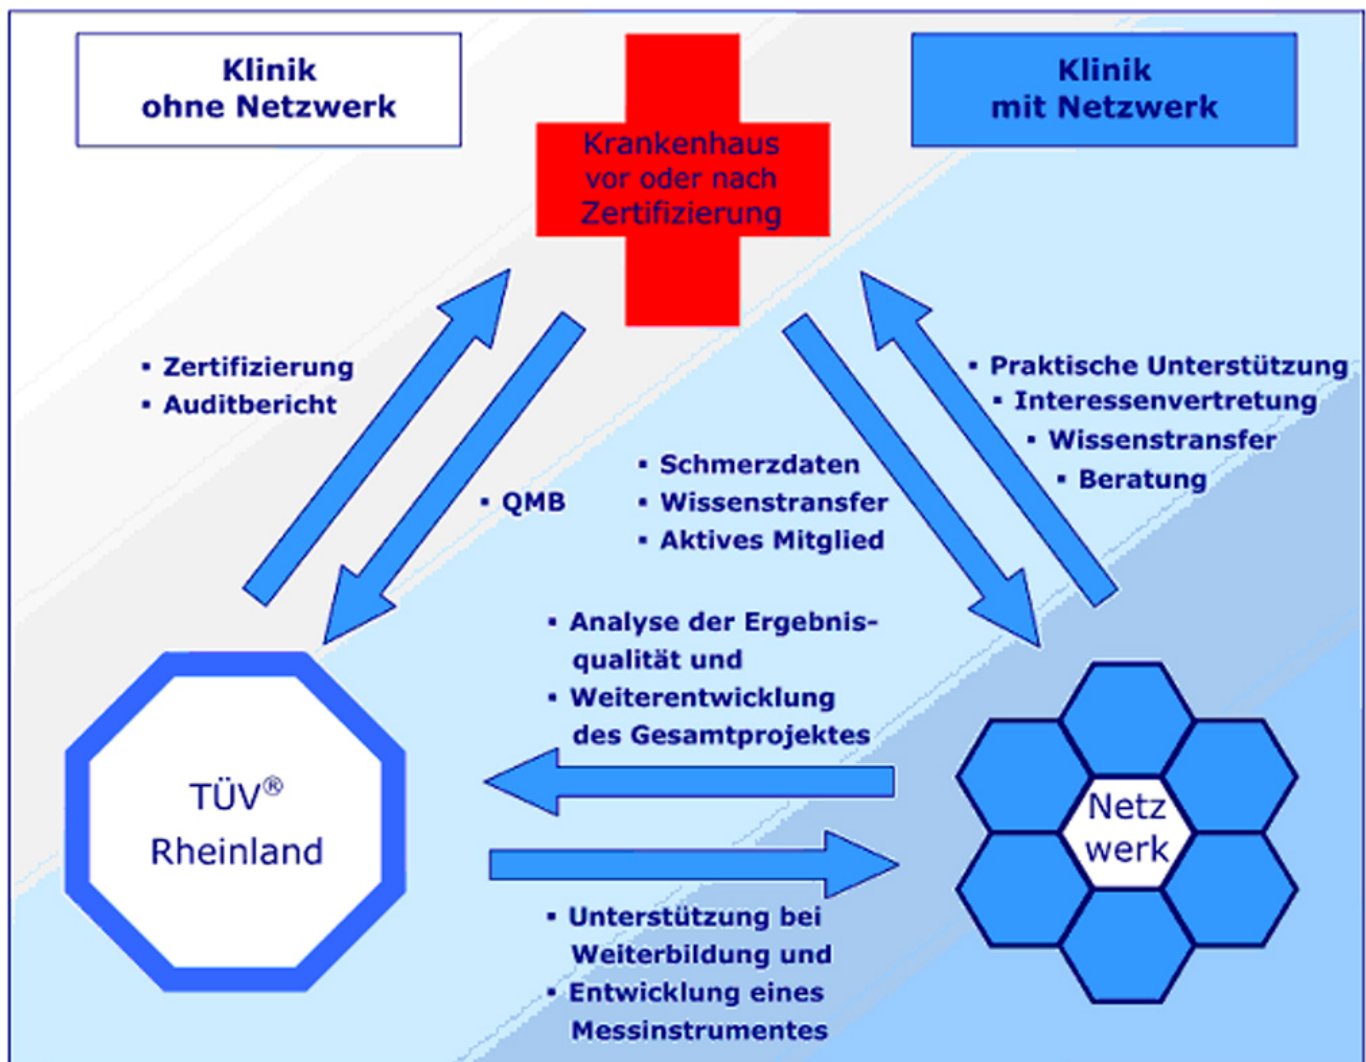 Klinik
ohne Netzwerk
Klinik
mit Netzwerk
Krankenhaus
vor oder nach
Zertifizierung
▪ Zertifizierung
▪ Auditbericht
▪ QMB
▪ Schmerzdaten
▪ Wissenstransfer
▪ Aktives Mitglied
▪ Praktische Unterstützung
▪ Interessenvertretung
▪ Wissenstransfer
▪ Beratung
▪ Analyse der Ergebnis-
qualität und
▪ Weiterentwicklung
des Gesamtprojektes
TÜV®
Rheinland
Netz
werk
▪ Unterstützung bei
Weiterbildung und
▪ Entwicklung eines
Messinstrumentes